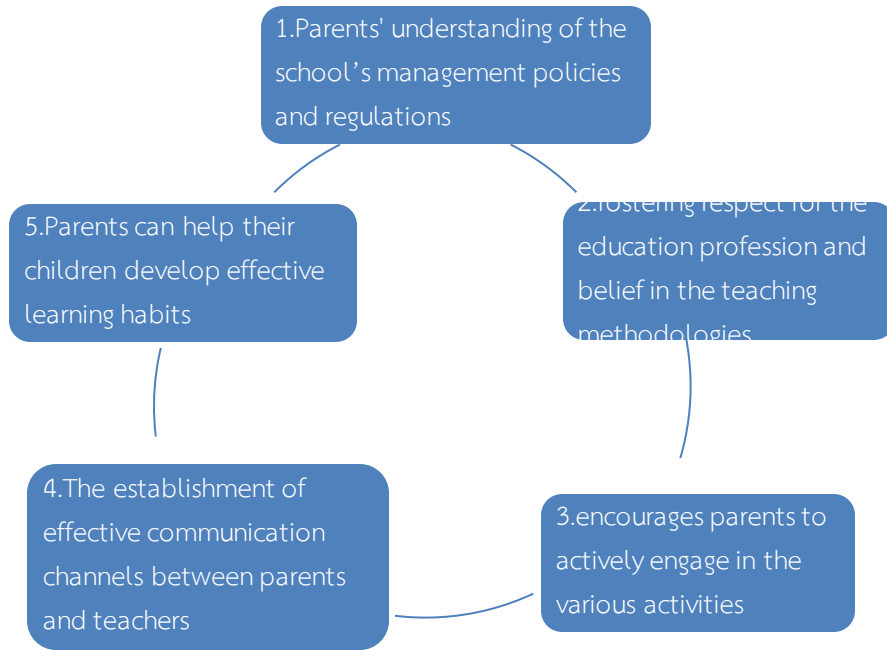 1.Parents' understanding of the
school’s management policies
and regulations
2.fostering respect for the
education profession and
belief in the teaching
methodologies
3.encourages parents to
actively engage in the
various activities
4.The establishment of
effective communication
channels between parents
and teachers
5.Parents can help their
children develop effective
learning habits